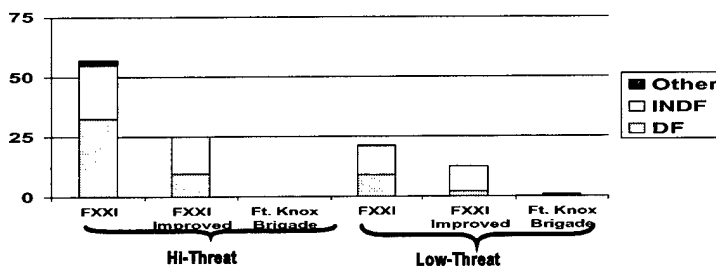 75
50
25
0
Other
INDF
DF
FXXI
FXXI
Improved
Ft. Knox
Brigade
FXXI
FXXI
Improved
Ft. Knox
Brigade
Hi-Threat
Low-Threat